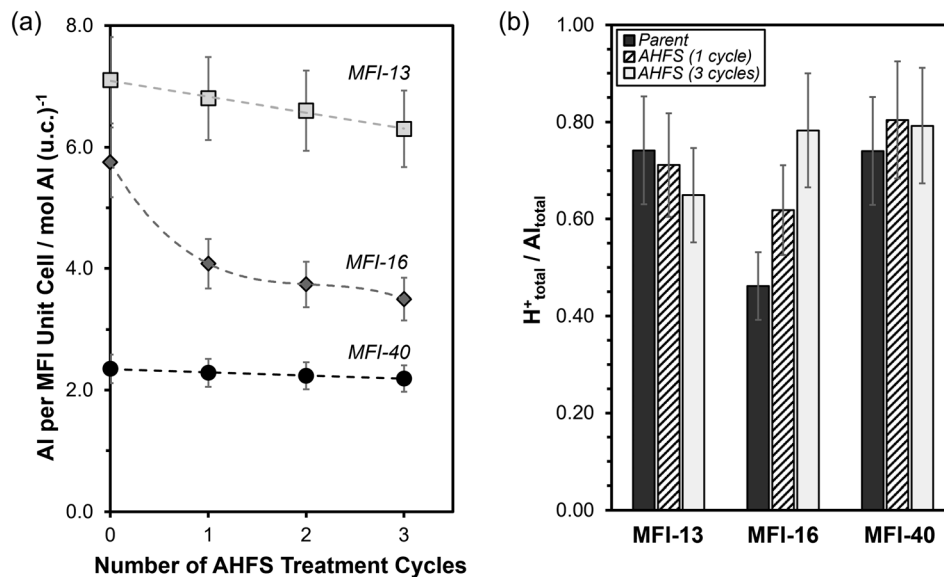 (a)
Al per MFI Unit Cell / mol Al (u.c.)⁻¹
8.0
6.0
4.0
2.0
0.0
MFI-13
MFI-16
MFI-40
0 1 2 3
Number of AHFS Treatment Cycles
(b)
H⁺total / Altotal
1.00
0.80
0.60
0.40
0.20
0.00
Parent
AHFS (1 cycle)
AHFS (3 cycles)
MFI-13 MFI-16 MFI-40